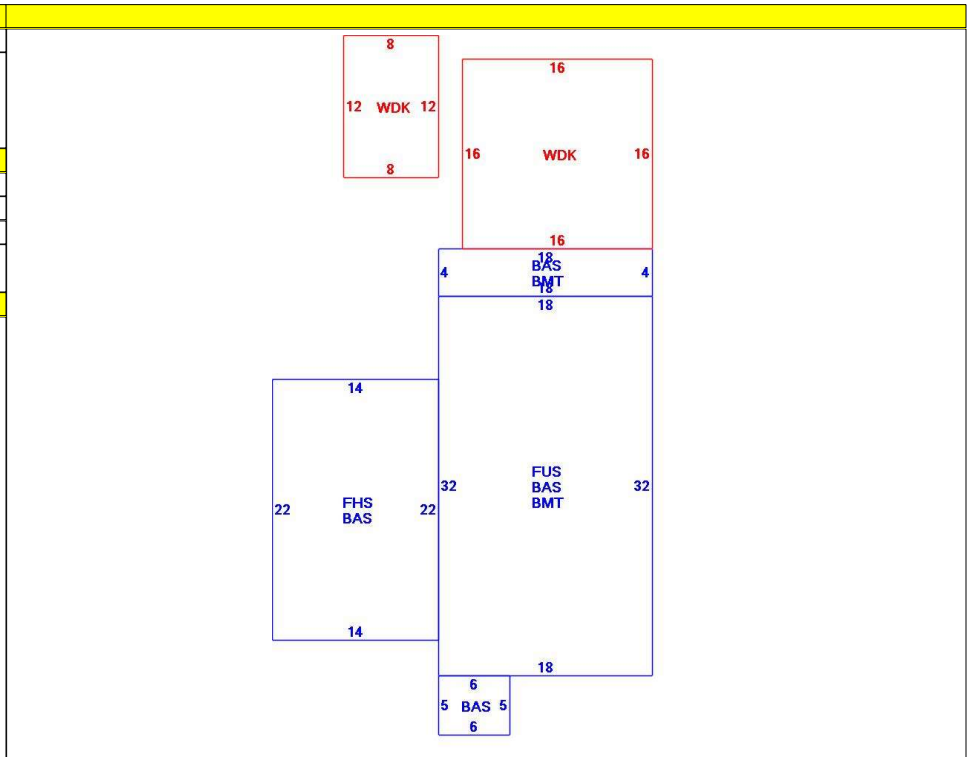 8
12 WDK 12
8
16
16 WDK 16
16
18
4 BAS 4
BMT
18
18
32 FUS 32
BAS
BMT
18
14
22 FHS 22
BAS
14
6
5 BAS 5
6